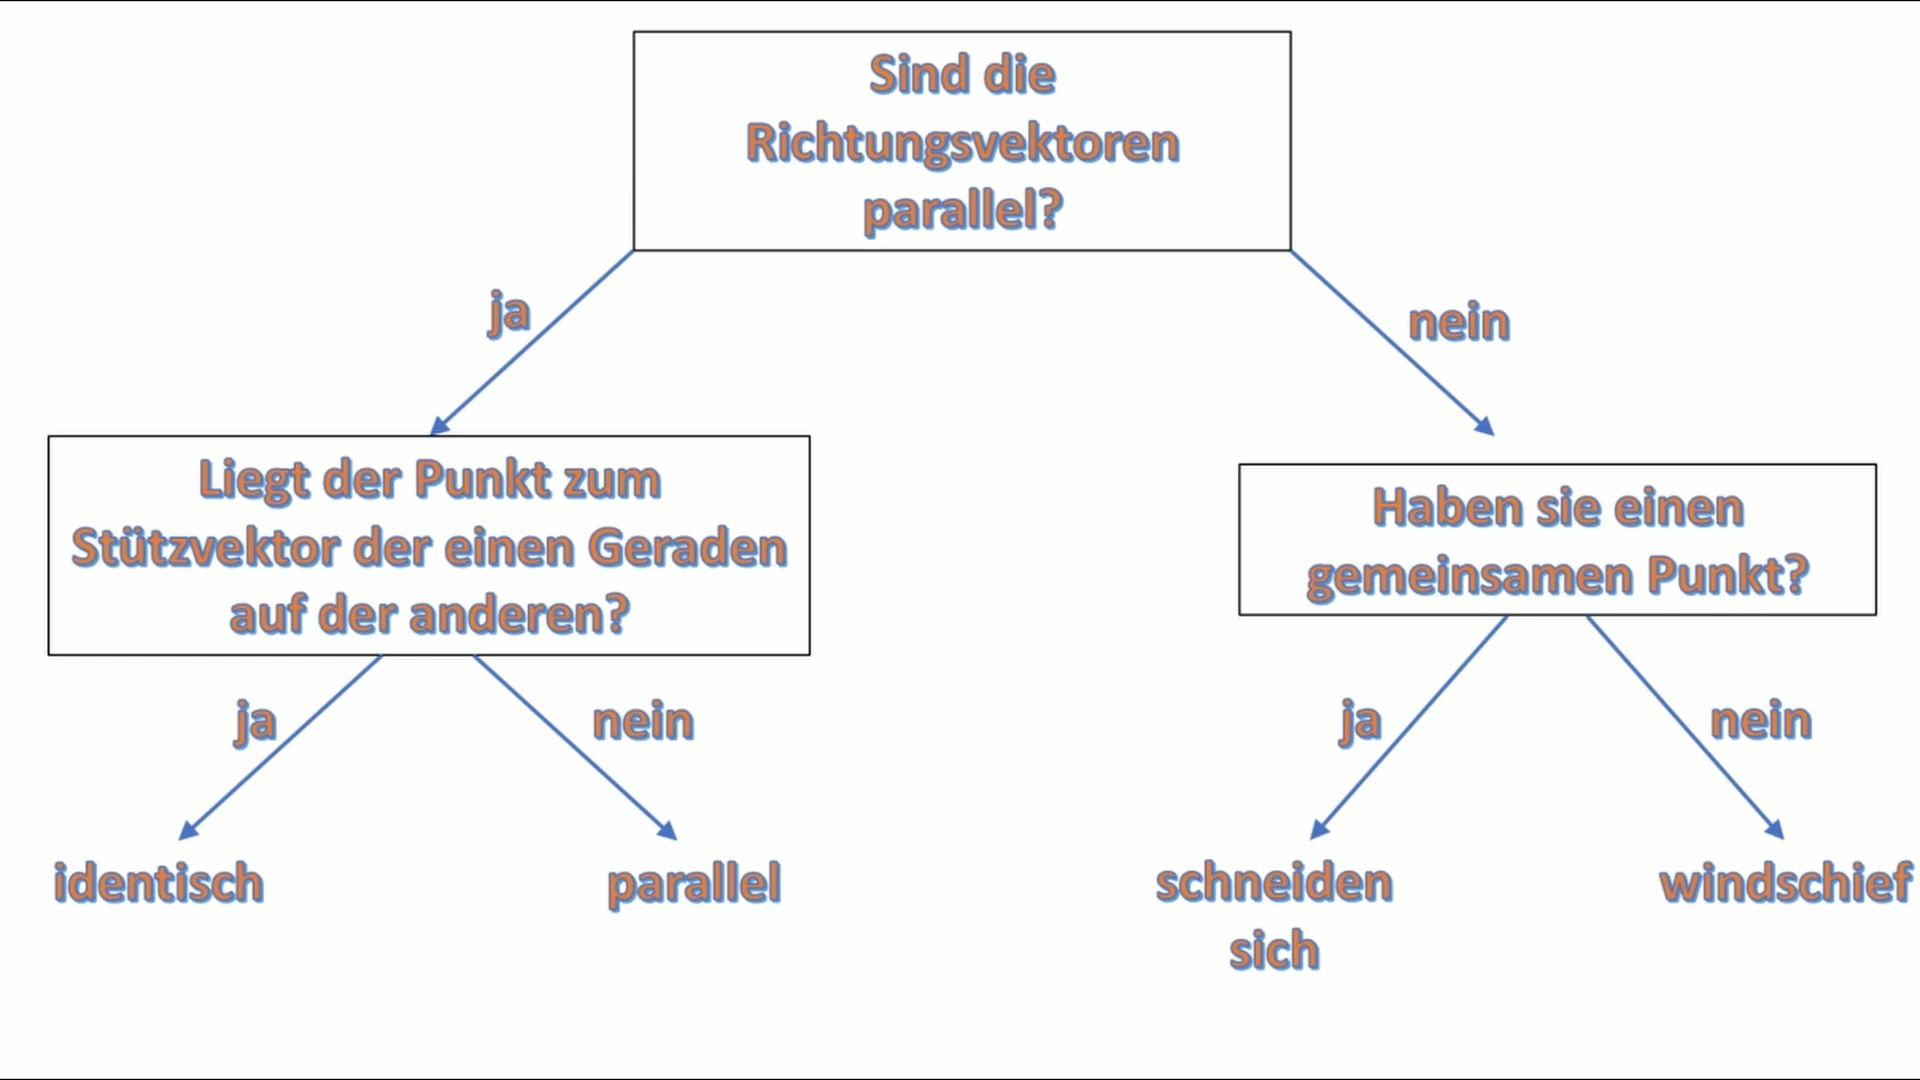 Sind die
Richtungsvektoren
parallel?
ja
nein
Liegt der Punkt zum
Stützvektor der einen Geraden
auf der anderen?
Haben sie einen
gemeinsamen Punkt?
ja
nein
ja
nein
identisch
parallel
schneiden
sich
windschief